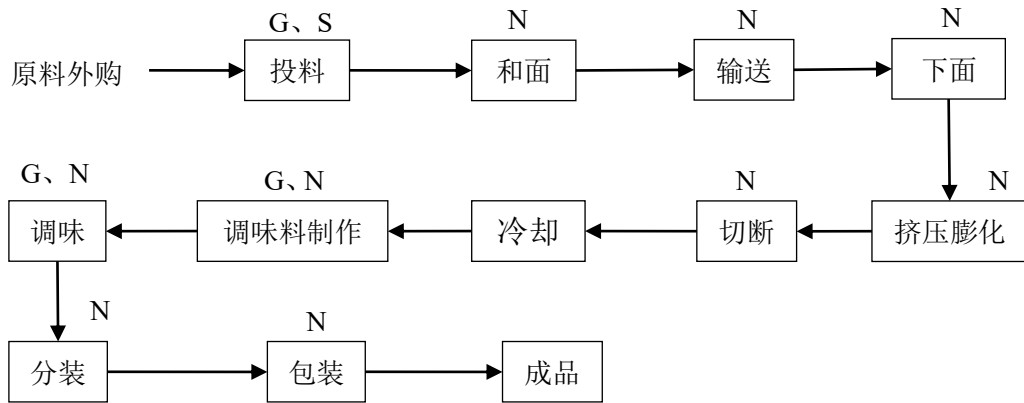 G、S N N N
原料外购 投料 和面 输送 下面
G、N G、N N N
调味 调味料制作 冷却 切断 挤压膨化
N N
分装 包装 成品